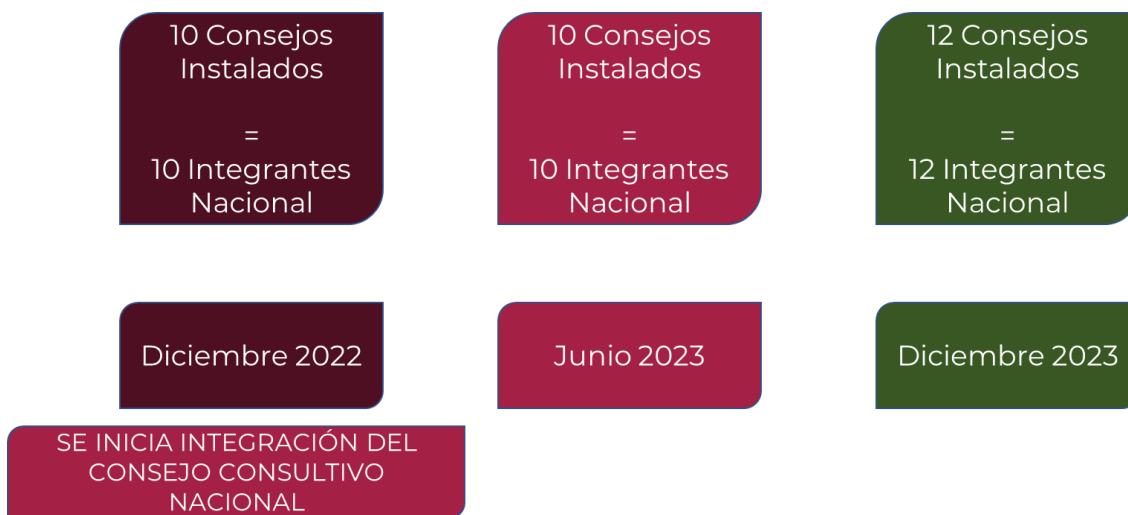 10 Consejos
Instalados
=
10 Integrantes
Nacional
10 Consejos
Instalados
=
10 Integrantes
Nacional
12 Consejos
Instalados
=
12 Integrantes
Nacional
Diciembre 2022
Junio 2023
Diciembre 2023
SE INICIA INTEGRACIÓN DEL
CONSEJO CONSULTIVO
NACIONAL